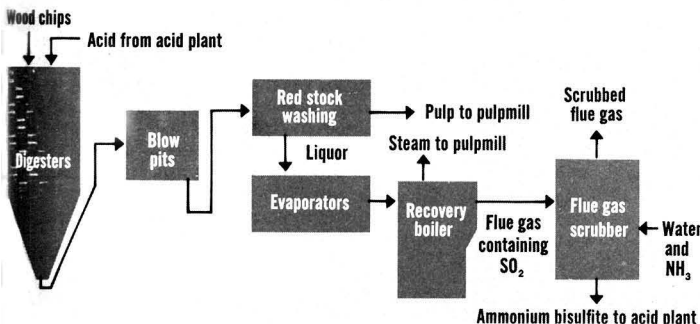 Wood chips
Acid from acid plant
Digesters
Blow
pits
Red stock
washing
Pulp to pulpmill
Liquor
Steam to pulpmill
Evaporators
Recovery
boiler
Flue gas
containing
SO₂
Scrubbed
flue gas
Flue gas
scrubber
Water
and
NH₃
Ammonium bisulfite to acid plant